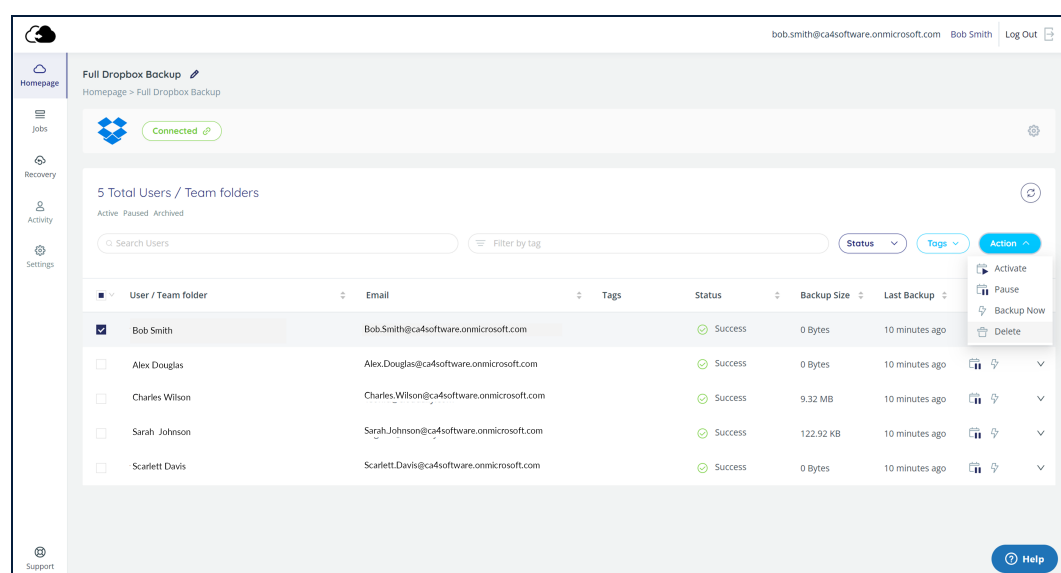 bob.smith@ca4software.onmicrosoft.com Bob Smith Log Out
Homepage
Jobs
Recovery
Activity
Settings
Support
Full Dropbox Backup
Homepage > Full Dropbox Backup
Connected
5 Total Users / Team folders
Active Paused Archived
Search Users Filter by tag Status Tags Action
Activate
Pause
Backup Now
Delete
User / Team folder Email Tags Status Backup Size Last Backup
Bob Smith Bob.Smith@ca4software.onmicrosoft.com Success 0 Bytes 10 minutes ago
Alex Douglas Alex.Douglas@ca4software.onmicrosoft.com Success 0 Bytes 10 minutes ago
Charles Wilson Charles.Wilson@ca4software.onmicrosoft.com Success 9.32 MB 10 minutes ago
Sarah Johnson Sarah.Johnson@ca4software.onmicrosoft.com Success 122.92 KB 10 minutes ago
Scarlett Davis Scarlett.Davis@ca4software.onmicrosoft.com Success 0 Bytes 10 minutes ago
Help